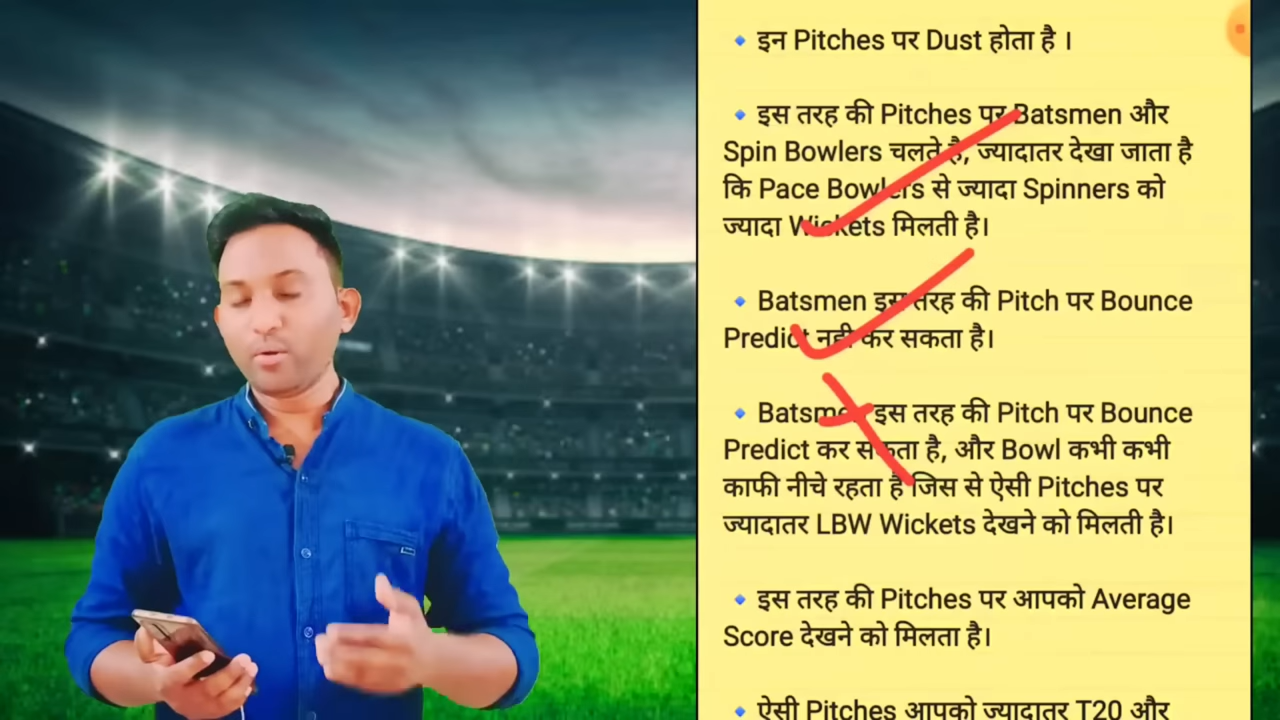 🔹 इन Pitches पर Dust होता है ।
🔹 इस तरह की Pitches पर Batsmen और
Spin Bowlers चलते है, ज्यादातर देखा जाता है
कि Pace Bowlers से ज्यादा Spinners को
ज्यादा Wickets मिलती है।
🔹 Batsmen इस तरह की Pitch पर Bounce
Predict नही कर सकता है।
🔹 Batsmen इस तरह की Pitch पर Bounce
Predict कर सकता है, और Bowl कभी कभी
काफी नीचे रहता है जिस से ऐसी Pitches पर
ज्यादातर LBW Wickets देखने को मिलती है।
🔹 इस तरह की Pitches पर आपको Average
Score देखने को मिलता है।
🔹 ऐसी Pitches आपको ज्यादातर T20 और